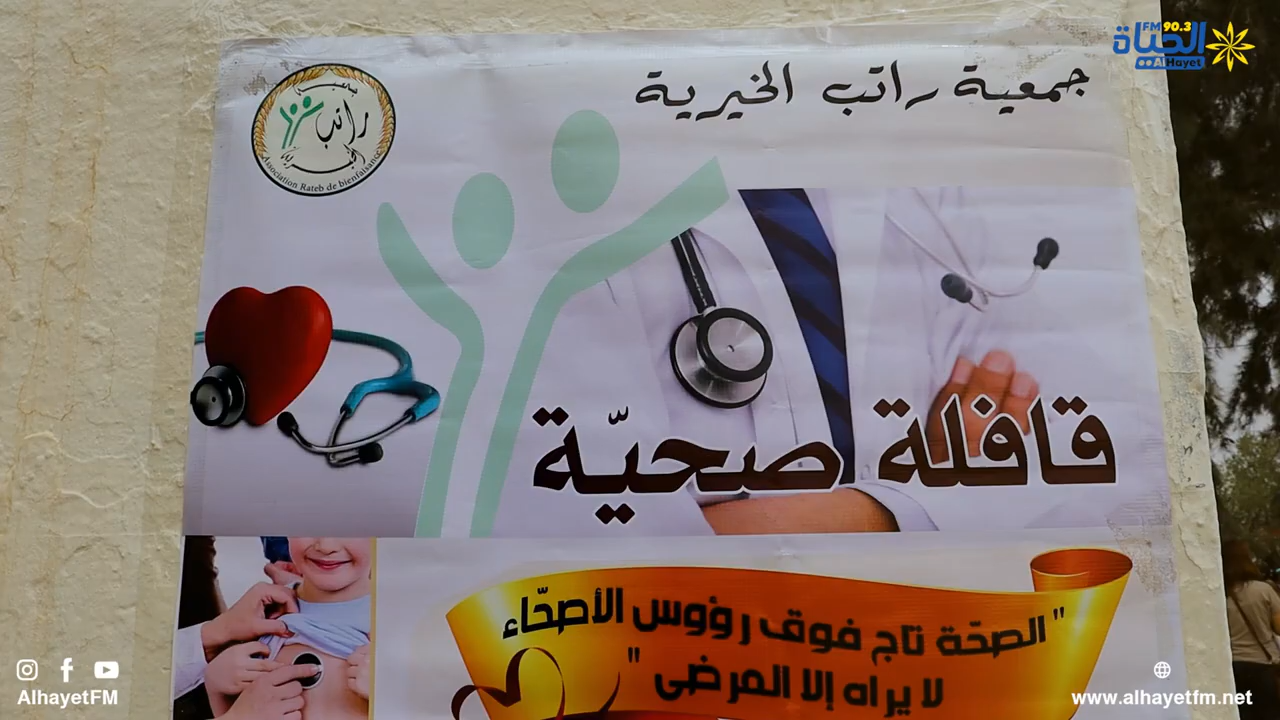 الحياة
FM 90.3
AlHayet
جمعية راتب الخيرية
راتب
Association Rateb de bienfaisance
قافلة صحيّة
" الصحّة تاج فوق رؤوس الأصحّاء
لا يراه إلا المرضى "
AlhayetFM
www.alhayetfm.net